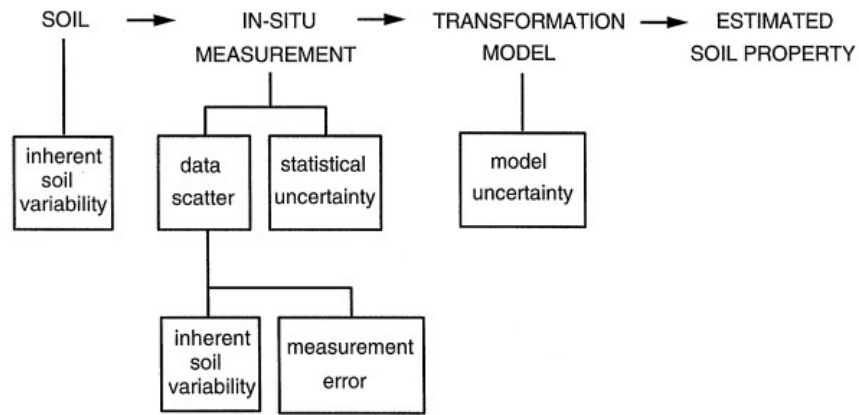 SOIL
IN-SITU
MEASUREMENT
TRANSFORMATION
MODEL
ESTIMATED
SOIL PROPERTY
inherent
soil
variability
data
scatter
statistical
uncertainty
model
uncertainty
inherent
soil
variability
measurement
error